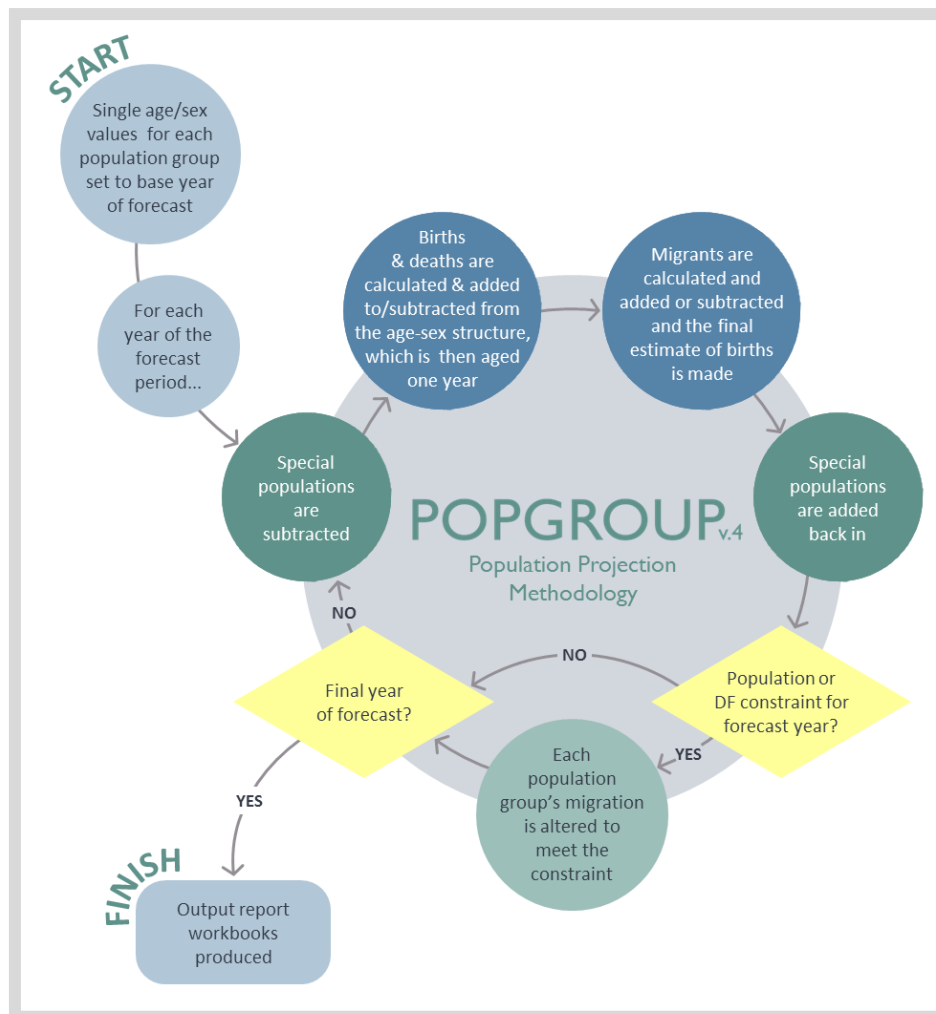 START
Single age/sex
values for each
population group
set to base year
of forecast
For each
year of the
forecast
period...
Special
populations
are
subtracted
Births
& deaths are
calculated & added
to/subtracted from
the age-sex structure,
which is then aged
one year
Migrants are
calculated and
added or subtracted
and the final
estimate of births
is made
Special
populations
are added
back in
POPGROUP v.4
Population Projection
Methodology
Population or
DF constraint for
forecast year?
NO
YES
Each
population
group's migration
is altered to
meet the
constraint
Final year
of forecast?
NO
YES
FINISH
Output report
workbooks
produced